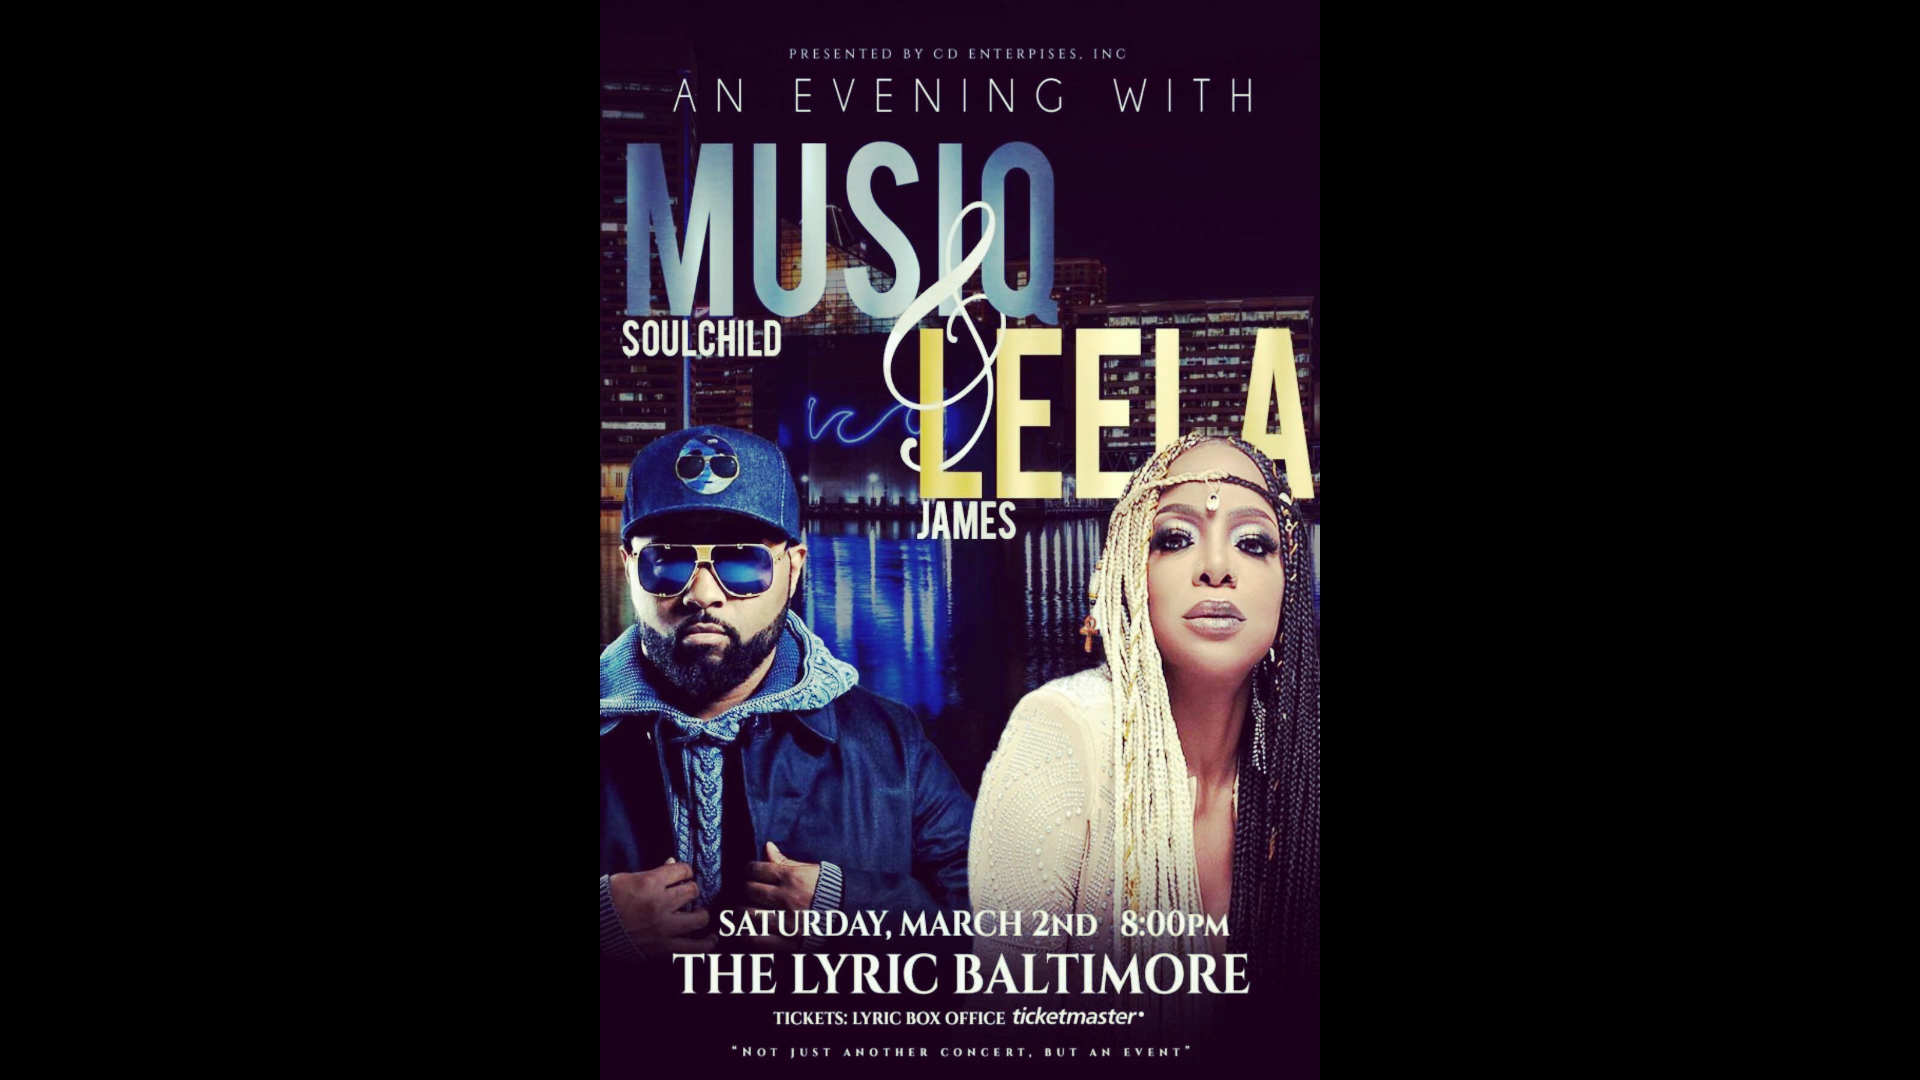 PRESENTED BY CD ENTERPISES, INC
AN EVENING WITH
MUSIQ
SOULCHILD
&
LEELA
JAMES
SATURDAY, MARCH 2ND 8:00PM
THE LYRIC BALTIMORE
TICKETS: LYRIC BOX OFFICE ticketmaster
"NOT JUST ANOTHER CONCERT, BUT AN EVENT"